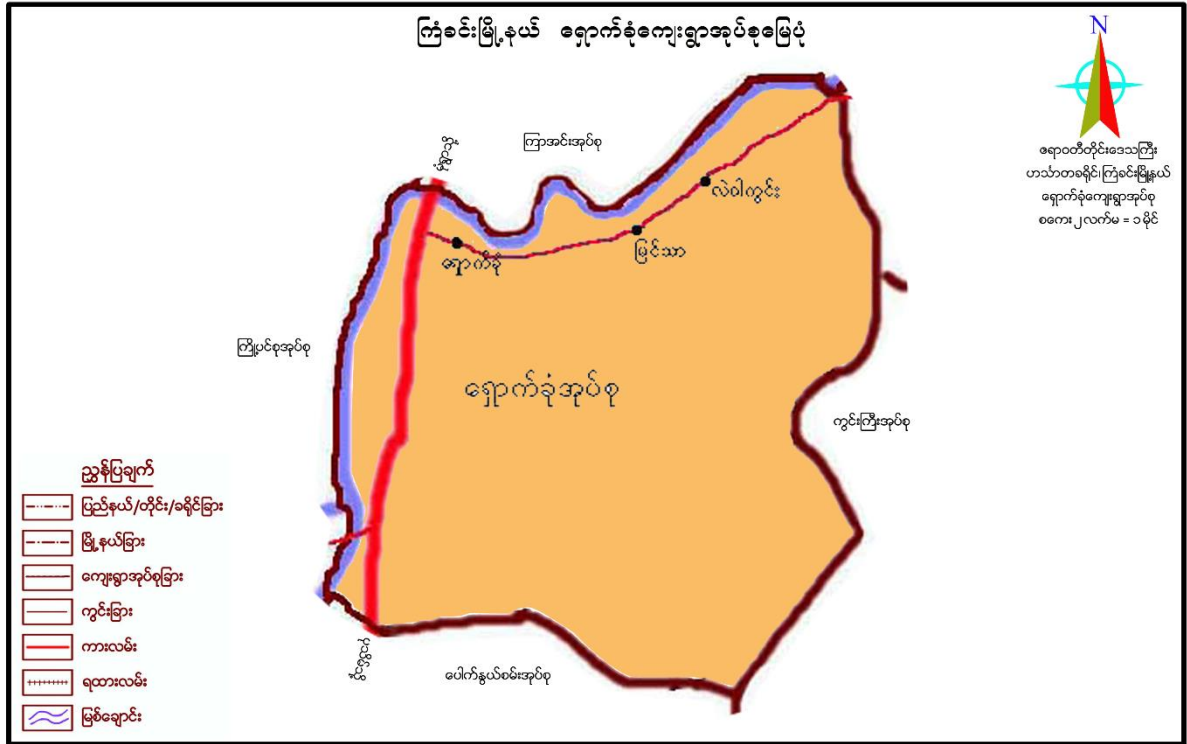 ကြံခင်းမြို့နယ် ရှောက်ခုံကျေးရွာအုပ်စုမြေပုံ
N
ဧရာဝတီတိုင်းဒေသကြီး
ဟင်္သာတခရိုင်၊ကြံခင်းမြို့နယ်
ရှောက်ခုံကျေးရွာအုပ်စု
စကေး၂လက်မ = ၁မိုင်
ကြာအင်းအုပ်စု
လဲဝါကွင်း
မြင်သာ
ရှောက်ခုံ
ကြို့ပင်စုအုပ်စု
ရှောက်ခုံအုပ်စု
ကွင်းကြီးအုပ်စု
ပေါက်နွယ်စမ်းအုပ်စု
ညွှန်ပြချက်
ပြည်နယ်/တိုင်း/ခရိုင်ခြား
မြို့နယ်ခြား
ကျေးရွာအုပ်စုခြား
ကွင်းခြား
ကားလမ်း
ရထားလမ်း
မြစ်ချောင်း